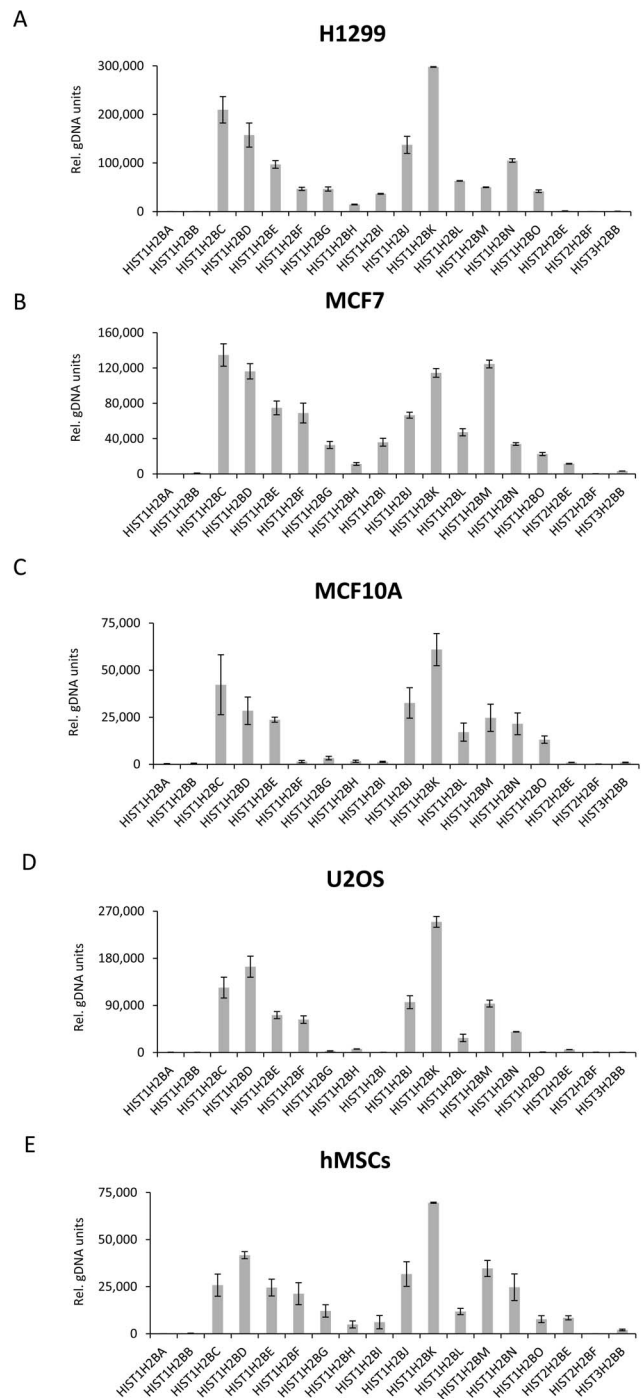 A
H1299
Rel. gDNA units
300,000
200,000
100,000
0
HIST1H2BA
HIST1H2BB
HIST1H2BC
HIST1H2BD
HIST1H2BE
HIST1H2BF
HIST1H2BG
HIST1H2BH
HIST1H2BI
HIST1H2BJ
HIST1H2BK
HIST1H2BL
HIST1H2BM
HIST1H2BN
HIST1H2BO
HIST2H2BE
HIST2H2BF
HIST3H2BB
B
MCF7
Rel. gDNA units
160,000
120,000
80,000
40,000
0
HIST1H2BA
HIST1H2BB
HIST1H2BC
HIST1H2BD
HIST1H2BE
HIST1H2BF
HIST1H2BG
HIST1H2BH
HIST1H2BI
HIST1H2BJ
HIST1H2BK
HIST1H2BL
HIST1H2BM
HIST1H2BN
HIST1H2BO
HIST2H2BE
HIST2H2BF
HIST3H2BB
C
MCF10A
Rel. gDNA units
75,000
50,000
25,000
0
HIST1H2BA
HIST1H2BB
HIST1H2BC
HIST1H2BD
HIST1H2BE
HIST1H2BF
HIST1H2BG
HIST1H2BH
HIST1H2BI
HIST1H2BJ
HIST1H2BK
HIST1H2BL
HIST1H2BM
HIST1H2BN
HIST1H2BO
HIST2H2BE
HIST2H2BF
HIST3H2BB
D
U2OS
Rel. gDNA units
270,000
180,000
90,000
0
HIST1H2BA
HIST1H2BB
HIST1H2BC
HIST1H2BD
HIST1H2BE
HIST1H2BF
HIST1H2BG
HIST1H2BH
HIST1H2BI
HIST1H2BJ
HIST1H2BK
HIST1H2BL
HIST1H2BM
HIST1H2BN
HIST1H2BO
HIST2H2BE
HIST2H2BF
HIST3H2BB
E
hMSCs
Rel. gDNA units
75,000
50,000
25,000
0
HIST1H2BA
HIST1H2BB
HIST1H2BC
HIST1H2BD
HIST1H2BE
HIST1H2BF
HIST1H2BG
HIST1H2BH
HIST1H2BI
HIST1H2BJ
HIST1H2BK
HIST1H2BL
HIST1H2BM
HIST1H2BN
HIST1H2BO
HIST2H2BE
HIST2H2BF
HIST3H2BB